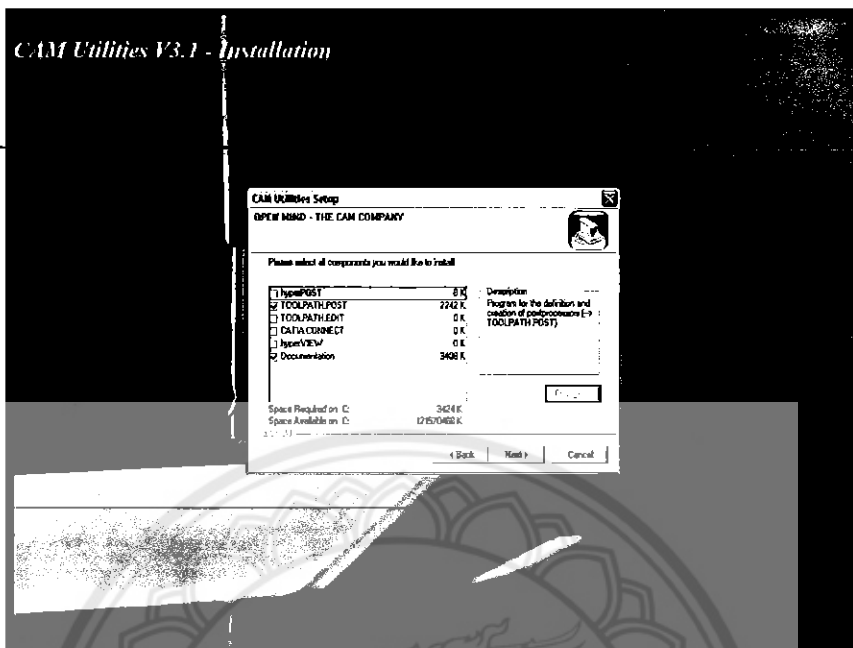 CAM Utilities V3.1 - Installation
CAM Utilities Setup
OPEN MIND - THE CAM COMPANY
Please select all components you would like to install
hyperPOST 0 K
TOOLPATH.POST 2242 K
TOOLPATH.EDIT 0 K
CATIA CONNECT 0 K
hyperVIEW 0 K
Documentation
Description
Program for the definition and
creation of postprocessors (->
TOOLPATH.POST)
Space Required on C: 3424 K
Space Available on C:
< Back
Next >
Cancel